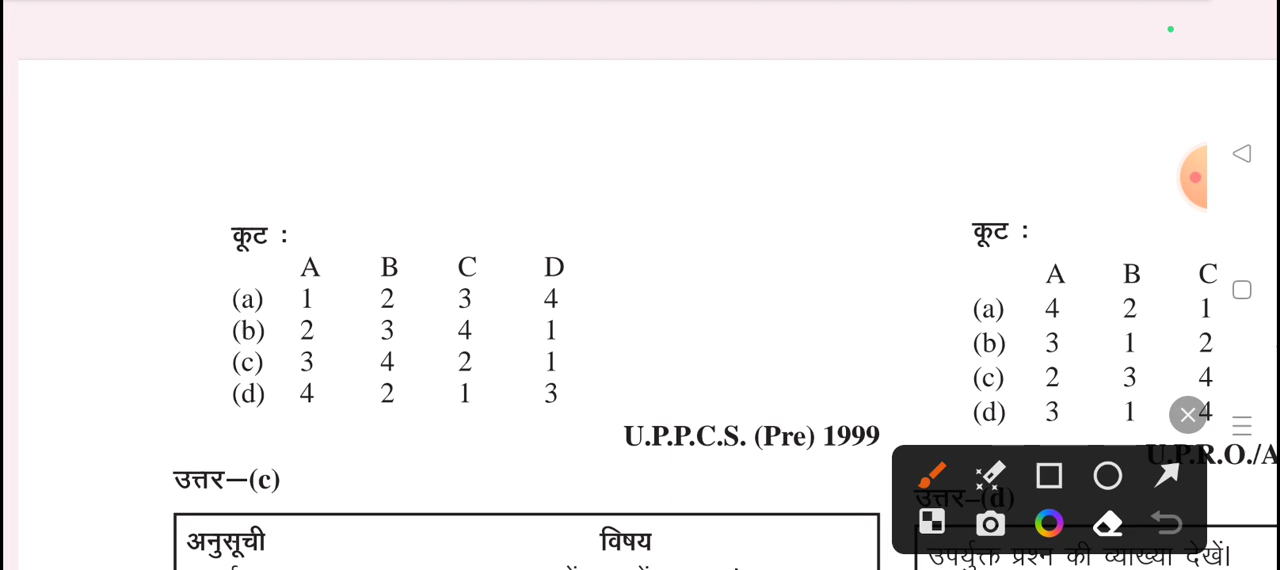 कूट :
A B C D
(a) 1 2 3 4
(b) 2 3 4 1
(c) 3 4 2 1
(d) 4 2 1 3
U.P.P.C.S. (Pre) 1999
उत्तर–(c)
अनुसूची विषय
कूट :
A B C
(a) 4 2 1
(b) 3 1 2
(c) 2 3 4
(d) 3 1 4
U.P.R.O./A
उत्तर–(d)
उपर्युक्त प्रश्न की व्याख्या देखें।